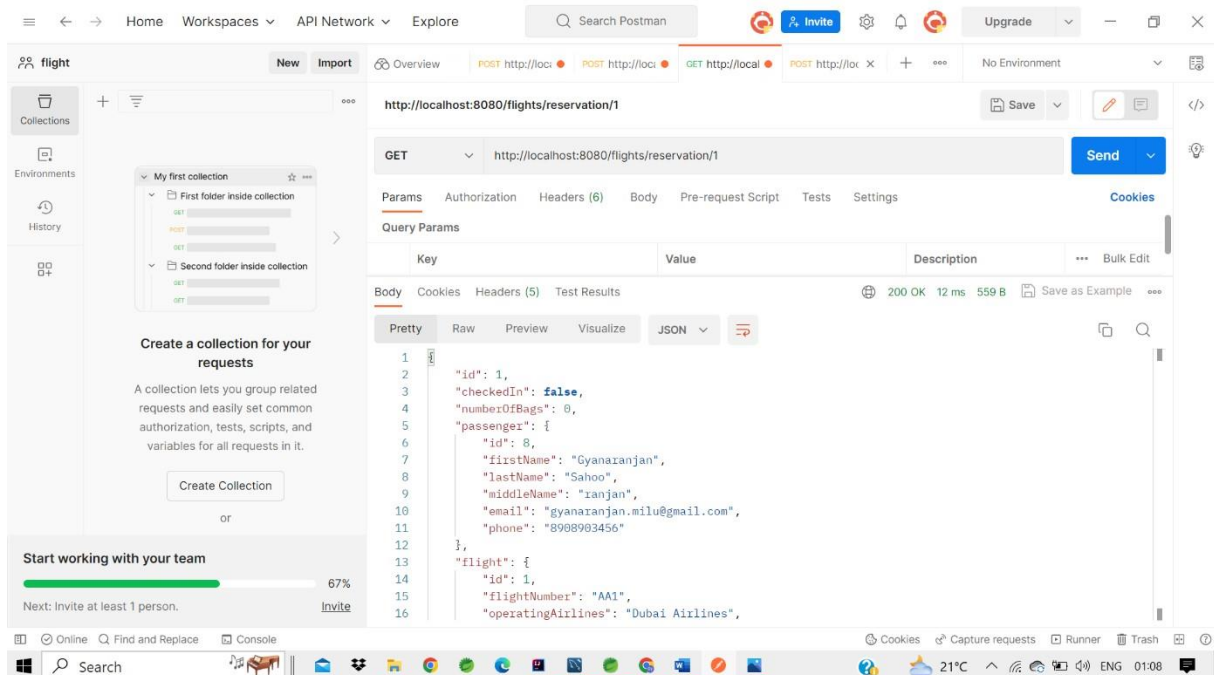 Home Workspaces API Network Explore Search Postman Invite Upgrade
flight New Import Overview POST http://loca POST http://loca GET http://local POST http://loc No Environment
Collections
Environments
History
My first collection
First folder inside collection
GET
POST
GET
Second folder inside collection
GET
GET
Create a collection for your
requests
A collection lets you group related
requests and easily set common
authorization, tests, scripts, and
variables for all requests in it.
Create Collection
or
Start working with your team
67%
Next: Invite at least 1 person. Invite
http://localhost:8080/flights/reservation/1 Save
GET http://localhost:8080/flights/reservation/1 Send
Params Authorization Headers (6) Body Pre-request Script Tests Settings Cookies
Query Params
Key Value Description Bulk Edit
Body Cookies Headers (5) Test Results 200 OK 12 ms 559 B Save as Example
Pretty Raw Preview Visualize JSON
1 {
2 "id": 1,
3 "checkedIn": false,
4 "numberOfBags": 0,
5 "passenger": {
6 "id": 8,
7 "firstName": "Gyanaranjan",
8 "lastName": "Sahoo",
9 "middleName": "ranjan",
10 "email": "gyanaranjan.milu@gmail.com",
11 "phone": "8908903456"
12 },
13 "flight": {
14 "id": 1,
15 "flightNumber": "AA1",
16 "operatingAirlines": "Dubai Airlines",
Online Find and Replace Console Cookies Capture requests Runner Trash
Search 21°C ENG 01:08